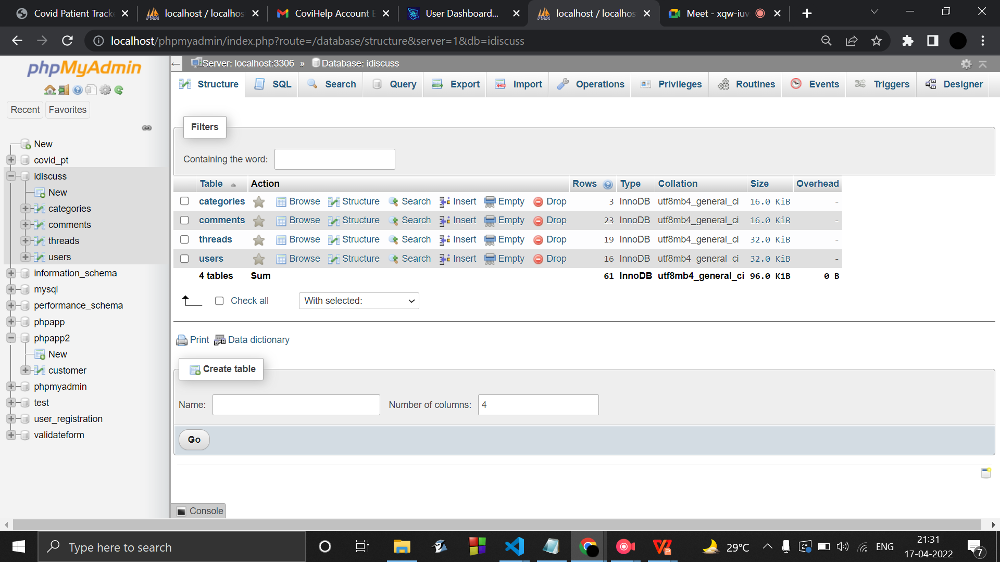 Covid Patient Track
localhost / localhos
CoviHelp Account E
User Dashboard...
localhost / localhos
Meet - xqw-iuv
localhost/phpmyadmin/index.php?route=/database/structure&server=1&db=idiscuss
phpMyAdmin
Recent Favorites
New
covid_pt
idiscuss
New
categories
comments
threads
users
information_schema
mysql
performance_schema
phpapp
phpapp2
New
customer
phpmyadmin
test
user_registration
validateform
Server: localhost:3306 » Database: idiscuss
Structure SQL Search Query Export Import Operations Privileges Routines Events Triggers Designer
Filters
Containing the word:
Table Action Rows Type Collation Size Overhead
categories Browse Structure Search Insert Empty Drop 3 InnoDB utf8mb4_general_ci 16.0 KiB -
comments Browse Structure Search Insert Empty Drop 23 InnoDB utf8mb4_general_ci 16.0 KiB -
threads Browse Structure Search Insert Empty Drop 19 InnoDB utf8mb4_general_ci 32.0 KiB -
users Browse Structure Search Insert Empty Drop 16 InnoDB utf8mb4_general_ci 32.0 KiB -
4 tables Sum 61 InnoDB utf8mb4_general_ci 96.0 KiB 0 B
Check all With selected:
Print Data dictionary
Create table
Name: Number of columns: 4
Go
Console
Type here to search
29°C
ENG
21:31
17-04-2022
7